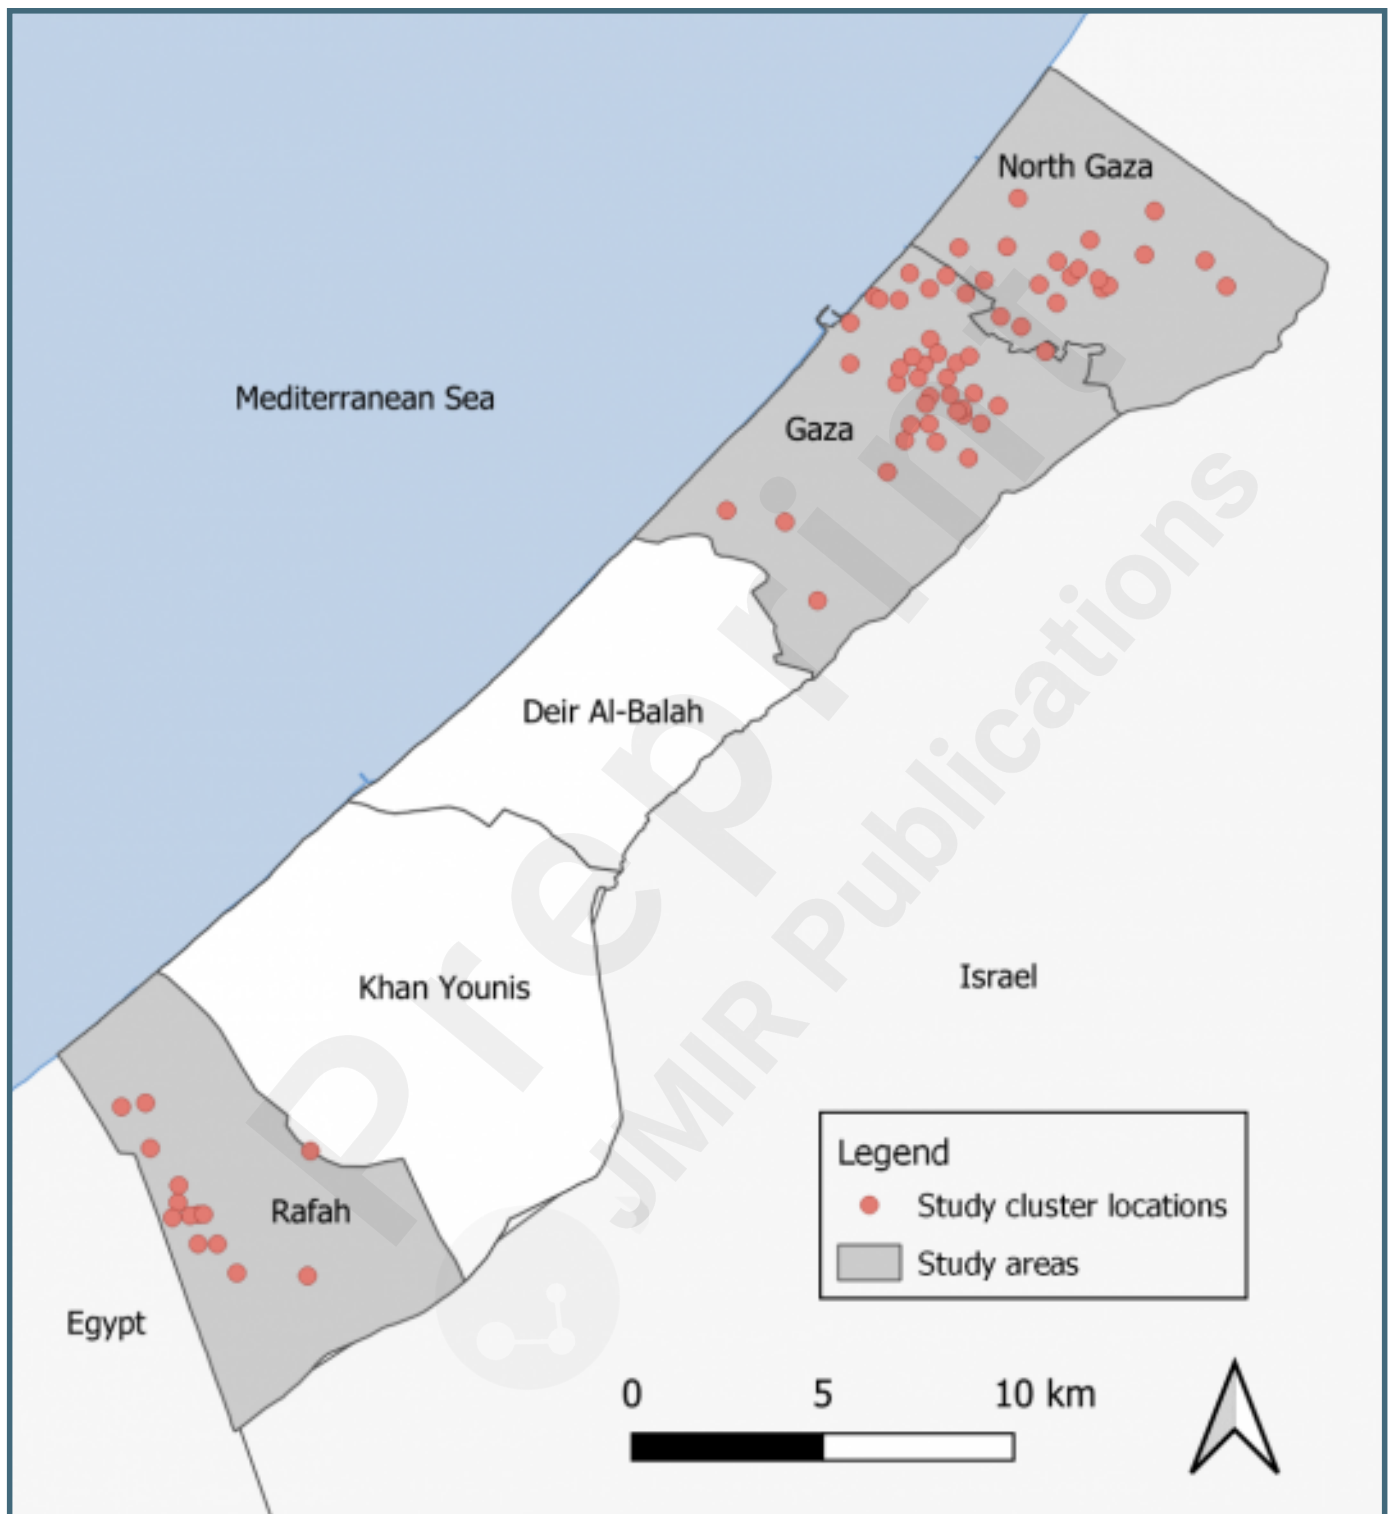 North Gaza
Mediterranean Sea
Gaza
Deir Al-Balah
Khan Younis
Israel
Rafah
Egypt
Legend
Study cluster locations
Study areas
0 5 10 km
Preprint
JMIR Publications